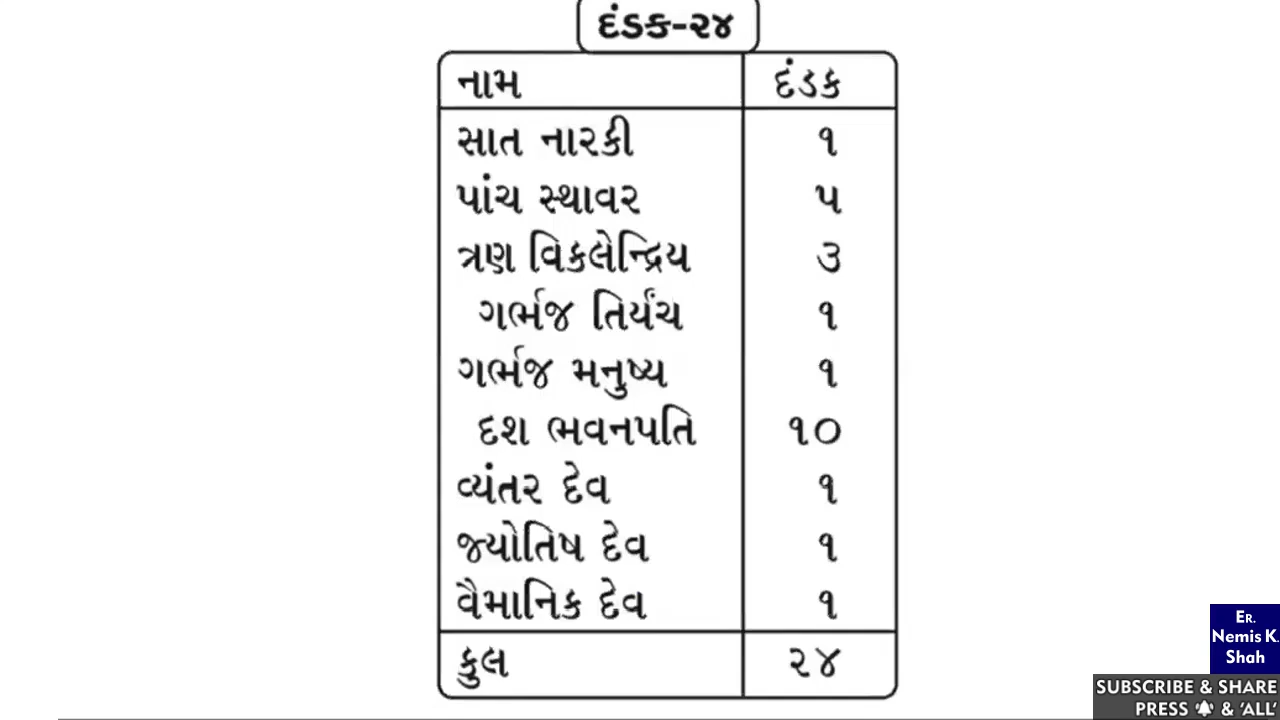 દંડક-૨૪
નામ દંડક
સાત નારકી ૧
પાંચ સ્થાવર ૫
ત્રણ વિકલેન્દ્રિય ૩
ગર્ભજ તિર્યંચ ૧
ગર્ભજ મનુષ્ય ૧
દશ ભવનપતિ ૧૦
વ્યંતર દેવ ૧
જ્યોતિષ દેવ ૧
વૈમાનિક દેવ ૧
કુલ ૨૪
ER.
Nemis K.
Shah
SUBSCRIBE & SHARE
PRESS & ‘ALL’